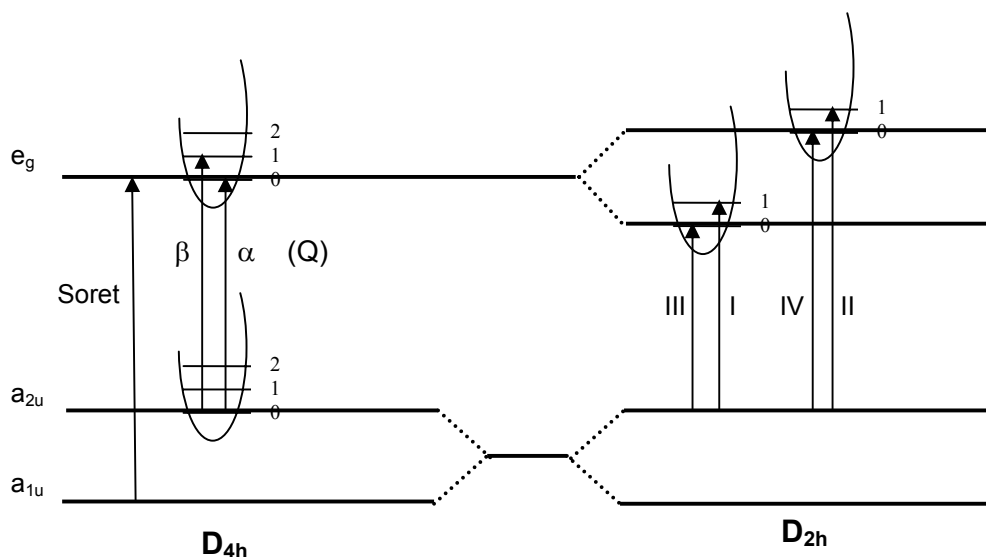 2
1
0
e_g
β α (Q)
Soret
2
1
0
a_2u
a_1u
D_4h
1
0
1
0
III I IV II
D_2h